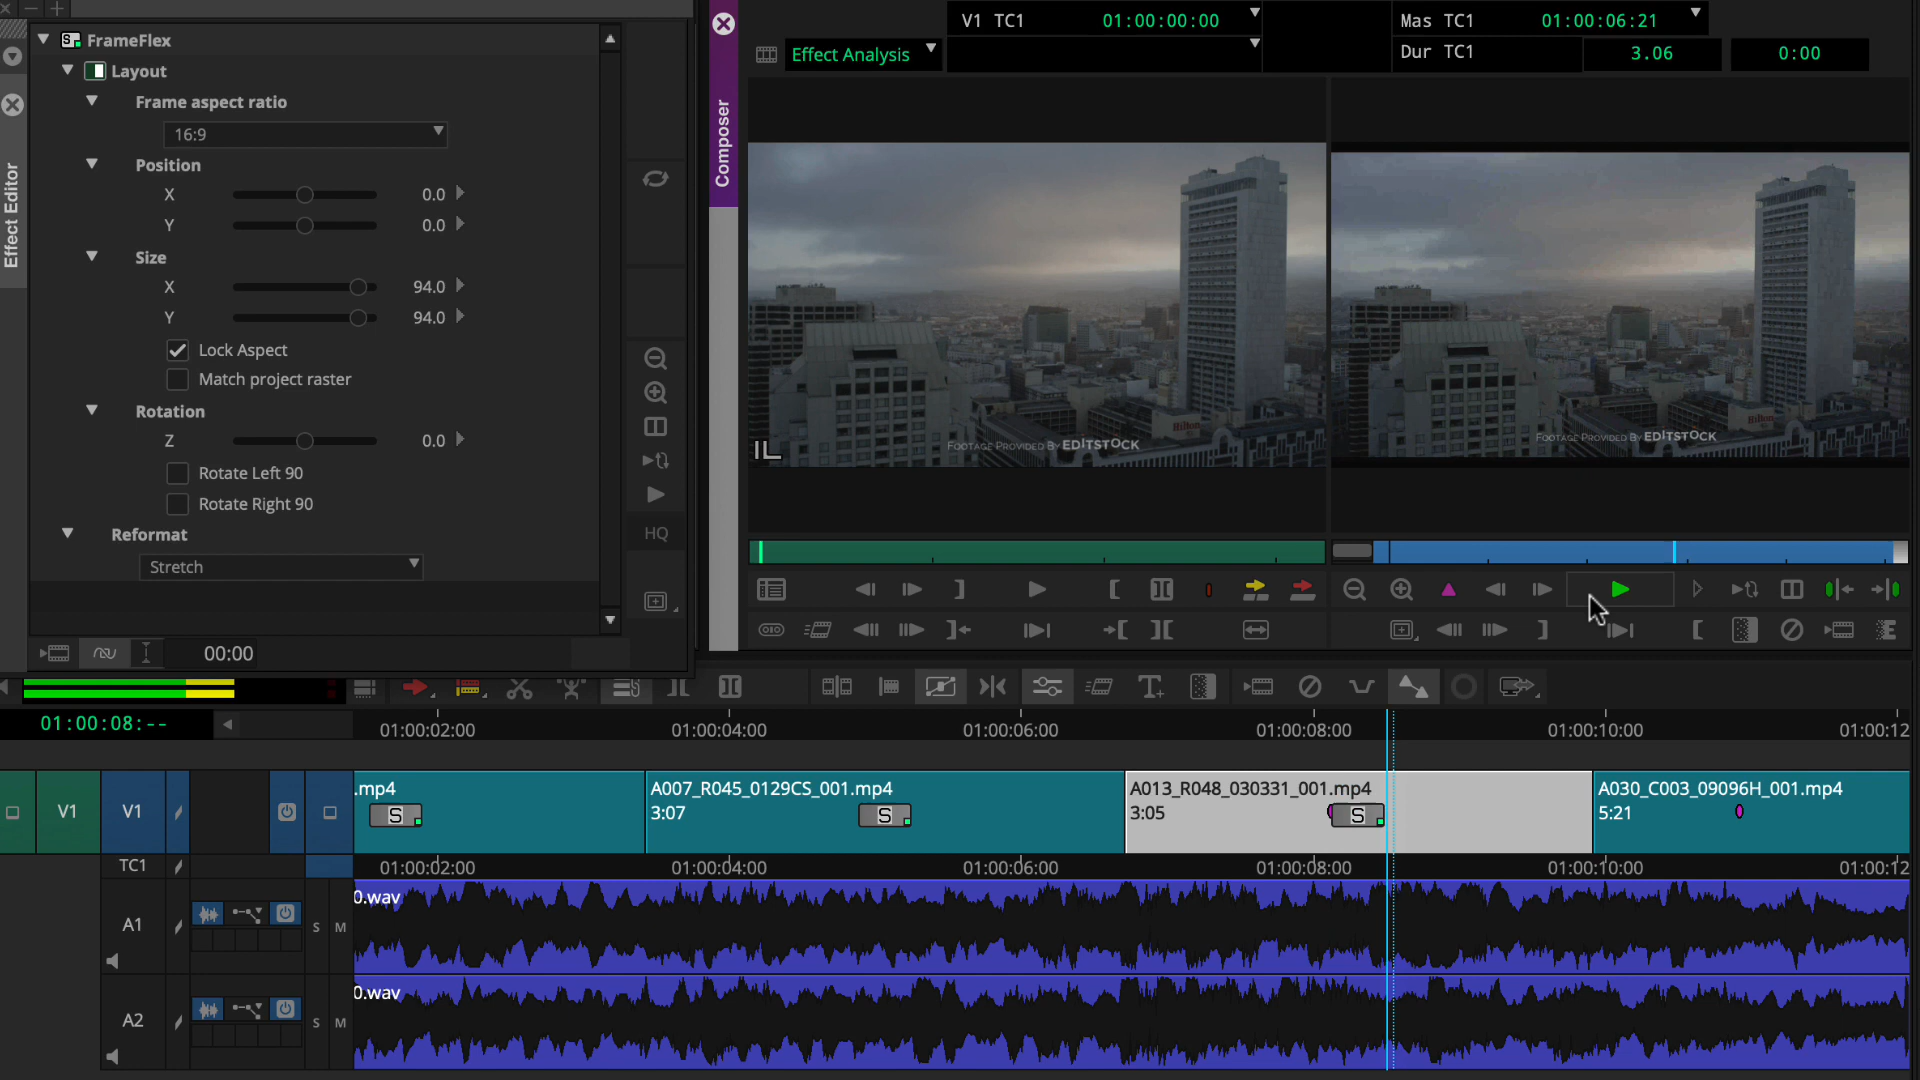 FrameFlex
Layout
Frame aspect ratio
16:9
Position
X 0.0
Y 0.0
Size
X 94.0
Y 94.0
Lock Aspect
Match project raster
Rotation
Z 0.0
Rotate Left 90
Rotate Right 90
Reformat
Stretch
HQ
00:00
Effect Editor
Composer
V1 TC1 01:00:00:00
Mas TC1 01:00:06:21
Effect Analysis
Dur TC1 3.06 0:00
Hilton
FOOTAGE PROVIDED BY EDITSTOCK
Hilton
FOOTAGE PROVIDED BY EDITSTOCK
01:00:08:--
01:00:02:00 01:00:04:00 01:00:06:00 01:00:08:00 01:00:10:00 01:00:12
V1 V1
.mp4
S
A007_R045_0129CS_001.mp4
3:07 S
A013_R048_030331_001.mp4
3:05 S
A030_C003_09096H_001.mp4
5:21
TC1 01:00:02:00 01:00:04:00 01:00:06:00 01:00:08:00 01:00:10:00 01:00:12
0.wav
A1 S M
0.wav
A2 S M